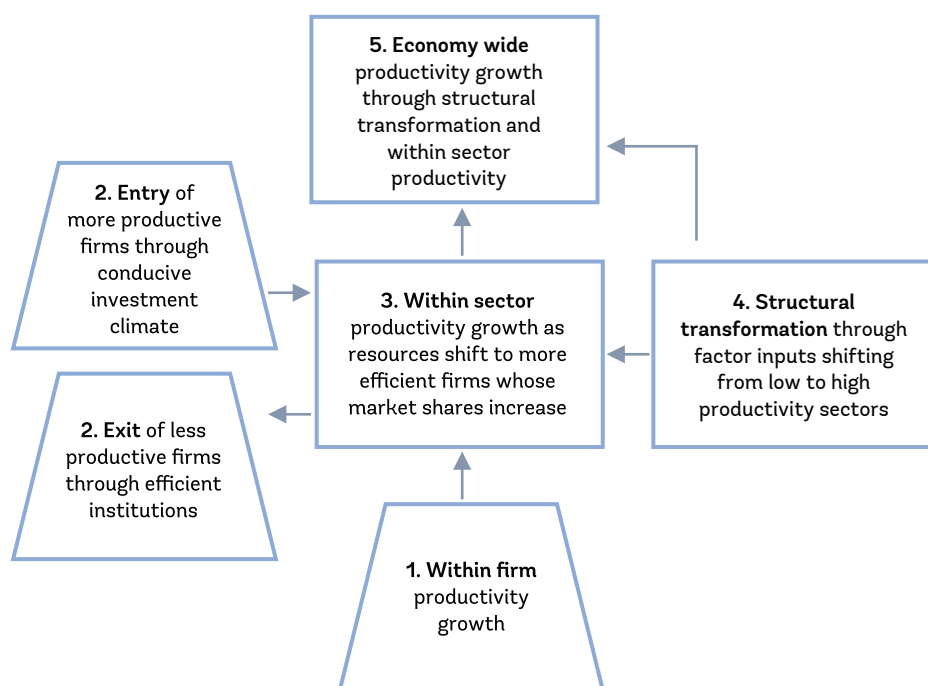 5. Economy wide
productivity growth
through structural
transformation and
within sector
productivity
2. Entry of
more productive
firms through
conducive
investment
climate
3. Within sector
productivity growth as
resources shift to more
efficient firms whose
market shares increase
4. Structural
transformation through
factor inputs shifting
from low to high
productivity sectors
2. Exit of less
productive firms
through efficient
institutions
1. Within firm
productivity
growth